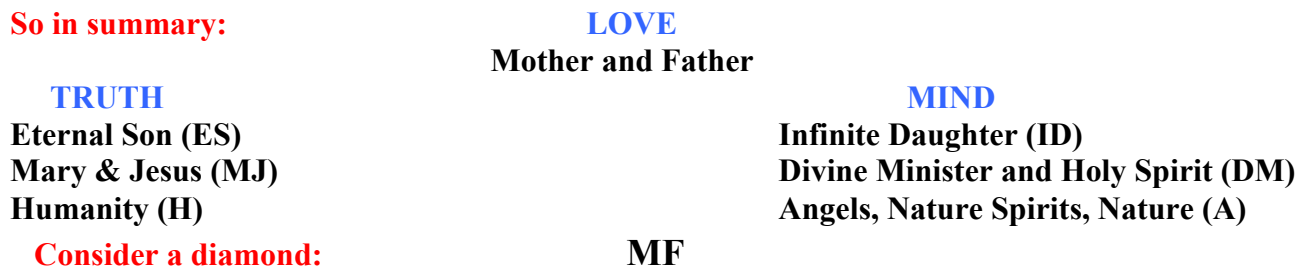 So in summary: LOVE
Mother and Father
TRUTH MIND
Eternal Son (ES) Infinite Daughter (ID)
Mary & Jesus (MJ) Divine Minister and Holy Spirit (DM)
Humanity (H) Angels, Nature Spirits, Nature (A)
Consider a diamond: MF